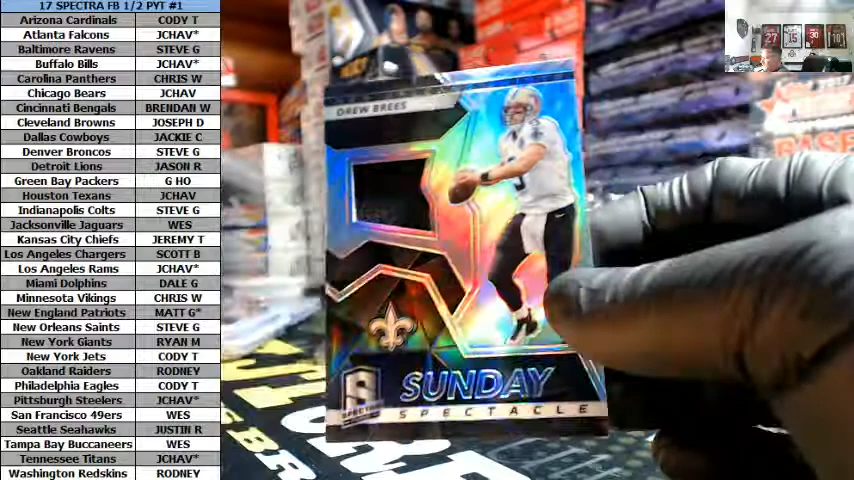 17 SPECTRA FB 1/2 PYT #1
Arizona Cardinals CODY T
Atlanta Falcons JCHAV*
Baltimore Ravens STEVE G
Buffalo Bills JCHAV*
Carolina Panthers CHRIS W
Chicago Bears JCHAV
Cincinnati Bengals BRENDAN W
Cleveland Browns JOSEPH D
Dallas Cowboys JACKIE C
Denver Broncos STEVE G
Detroit Lions JASON R
Green Bay Packers G HO
Houston Texans JCHAV
Indianapolis Colts STEVE G
Jacksonville Jaguars WES
Kansas City Chiefs JEREMY T
Los Angeles Chargers SCOTT B
Los Angeles Rams JCHAV*
Miami Dolphins DALE G
Minnesota Vikings CHRIS W
New England Patriots MATT G*
New Orleans Saints STEVE G
New York Giants RYAN M
New York Jets CODY T
Oakland Raiders RODNEY
Philadelphia Eagles CODY T
Pittsburgh Steelers JCHAV*
San Francisco 49ers WES
Seattle Seahawks JUSTIN R
Tampa Bay Buccaneers WES
Tennessee Titans JCHAV*
Washington Redskins RODNEY
DREW BREES
SUNDAY
SPECTACLE
SPECTRA
27
15
30